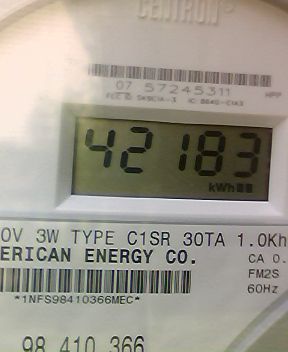 CENTRON
07 57245311
HPP
42183
kWh
0V 3W TYPE C1SR 30TA 1.0Kh
ERICAN ENERGY CO.
CA 0.
FM2S
*1NFS98410366MEC*
60Hz
98 410 366